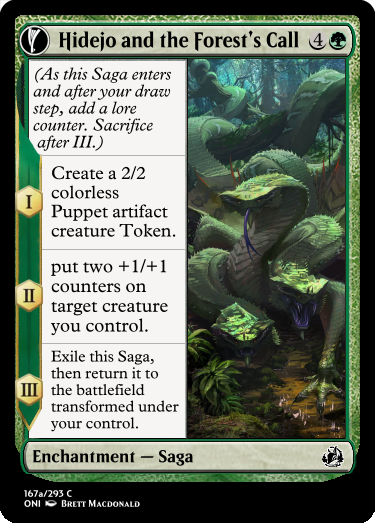 Hidejo and the Forest's Call 4
(As this Saga enters
and after your draw
step, add a lore
counter. Sacrifice
after III.)
I
Create a 2/2
colorless
Puppet artifact
creature Token.
II
put two +1/+1
counters on
target creature
you control.
III
Exile this Saga,
then return it to
the battlefield
transformed under
your control.
Enchantment — Saga
167a/293 C
ONI Brett Macdonald